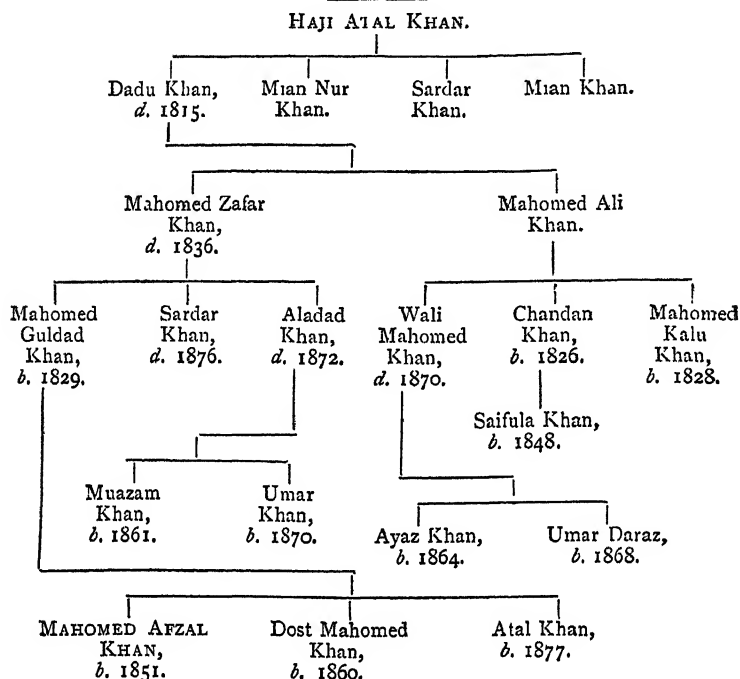 HAJI ATAL KHAN.
Dadu Khan, Mian Nur Sardar Mian Khan.
d. 1815. Khan. Khan.
Mahomed Zafar Mahomed Ali
Khan, Khan.
d. 1836.
Mahomed Sardar Aladad Wali Chandan Mahomed
Guldad Khan, Khan, Mahomed Khan, Kalu
Khan, d. 1876. d. 1872. Khan, b. 1826. Khan,
b. 1829. d. 1870. b. 1828.
Saifula Khan,
b. 1848.
Muazam Umar
Khan, Khan,
b. 1861. b. 1870.
Ayaz Khan, Umar Daraz,
b. 1864. b. 1868.
MAHOMED AFZAL Dost Mahomed Atal Khan,
KHAN, Khan, b. 1877.
b. 1851. b. 1860.